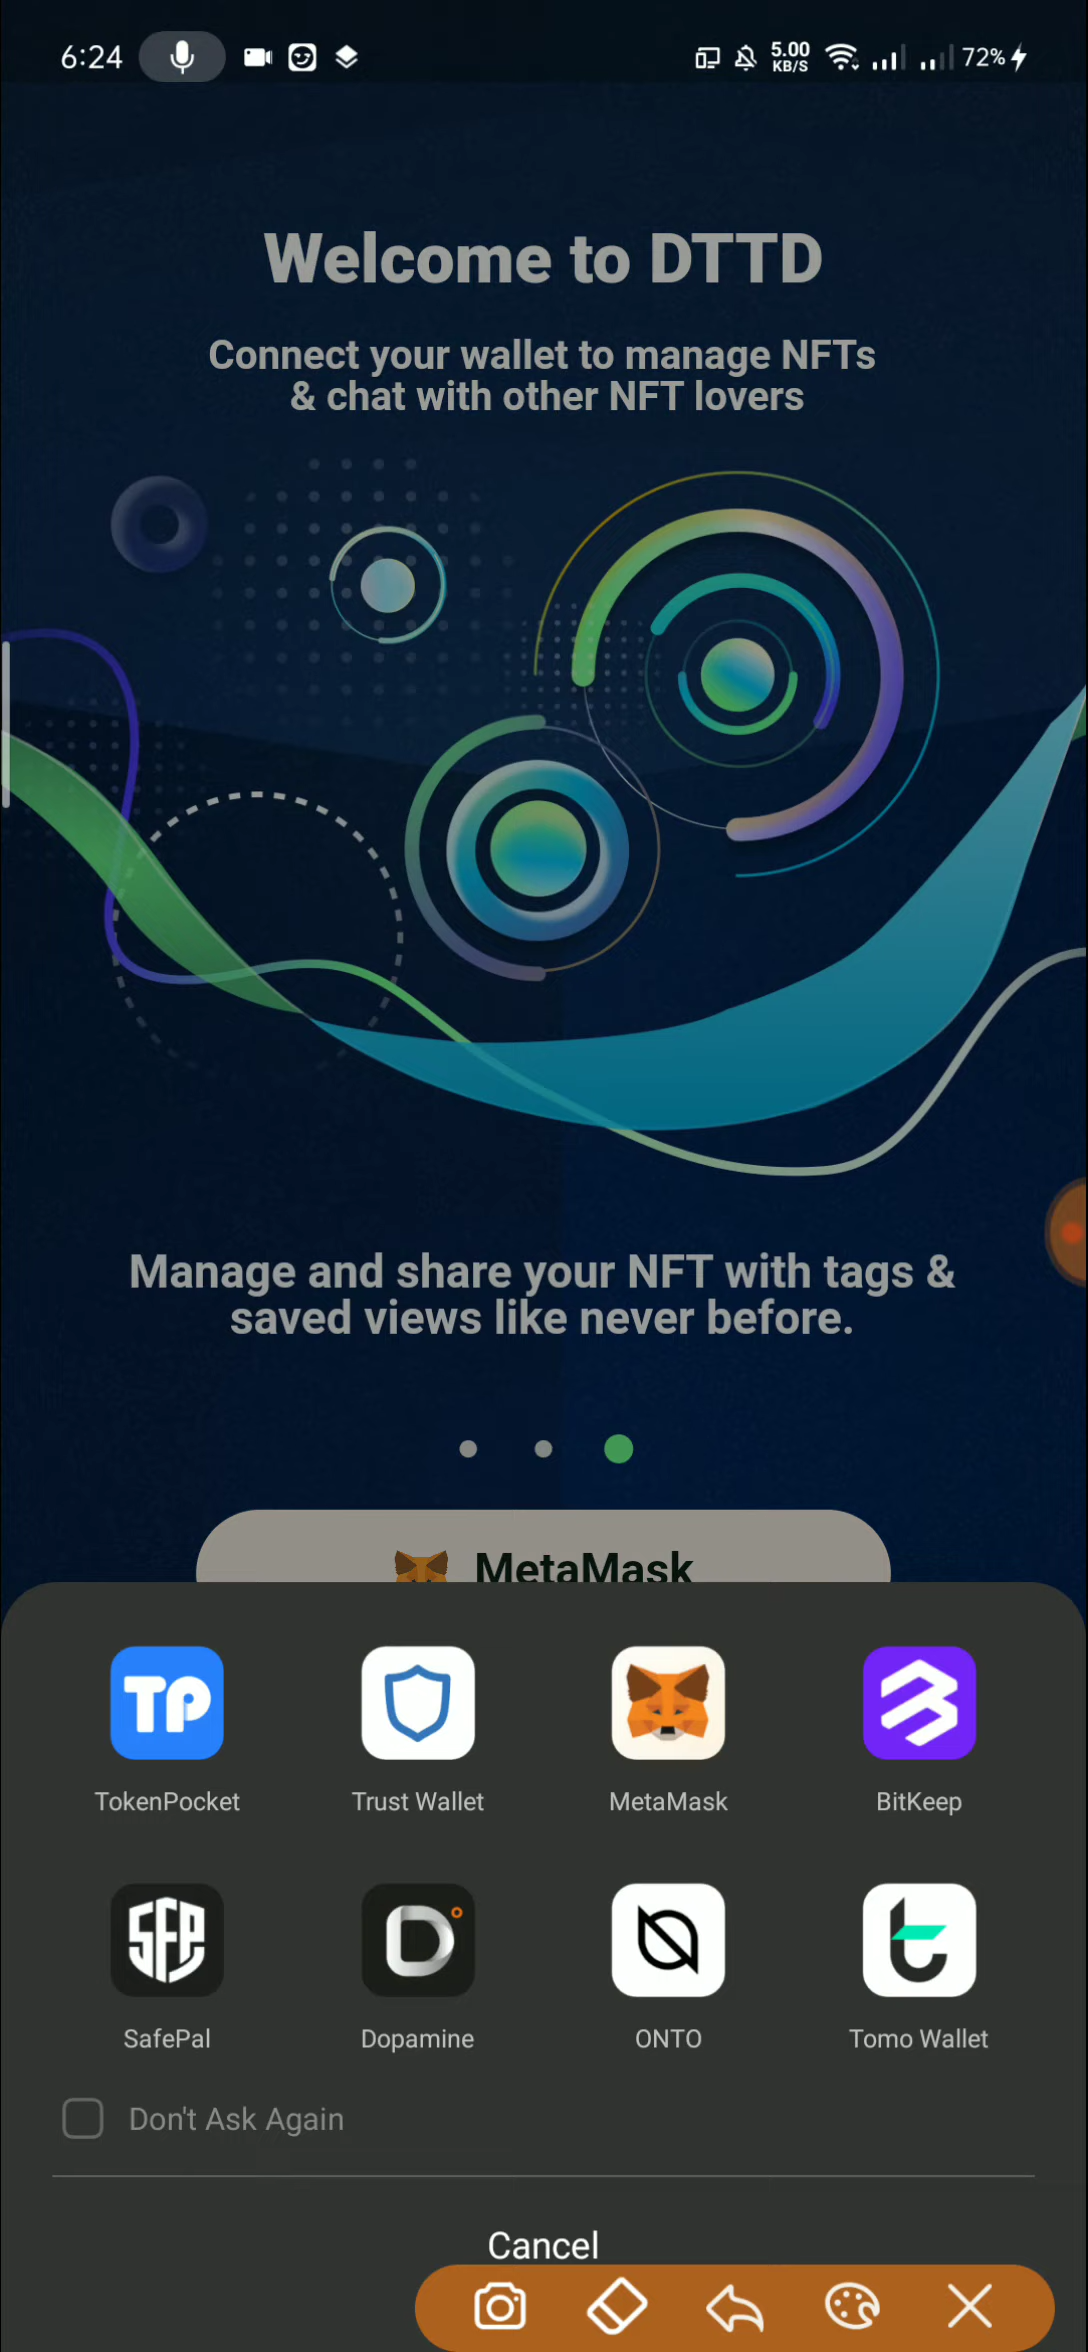 6:24
5.00
KB/S
72%
Welcome to DTTD
Connect your wallet to manage NFTs
& chat with other NFT lovers
Manage and share your NFT with tags &
saved views like never before.
MetaMask
TP
TokenPocket
Trust Wallet
MetaMask
BitKeep
SFP
D
SafePal
Dopamine
ONTO
Tomo Wallet
Don't Ask Again
Cancel